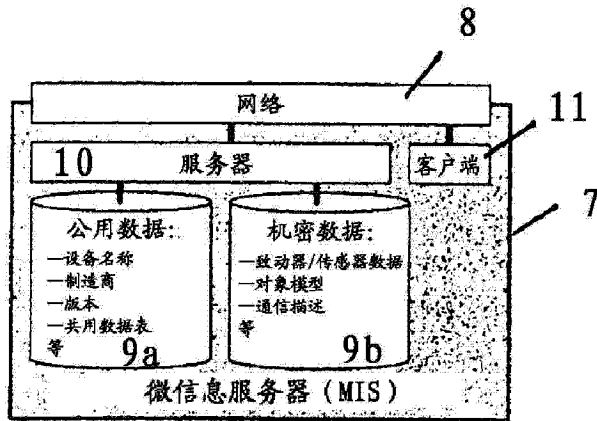 8
网络
11
10 服务器
客户端
7
公用数据:
—设备名称
—制造商
—版本
—共用数据表
等
9a
机密数据:
—致动器/传感器数据
—对象模型
—通信描述
等
9b
微信息服务器(MIS)